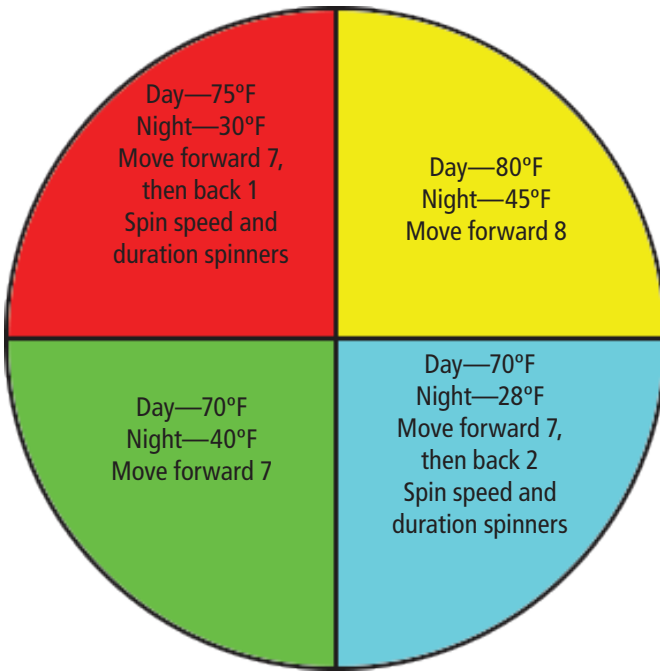 Day—75ºF
Night—30ºF
Move forward 7,
then back 1
Spin speed and
duration spinners
Day—80ºF
Night—45ºF
Move forward 8
Day—70ºF
Night—40ºF
Move forward 7
Day—70ºF
Night—28ºF
Move forward 7,
then back 2
Spin speed and
duration spinners